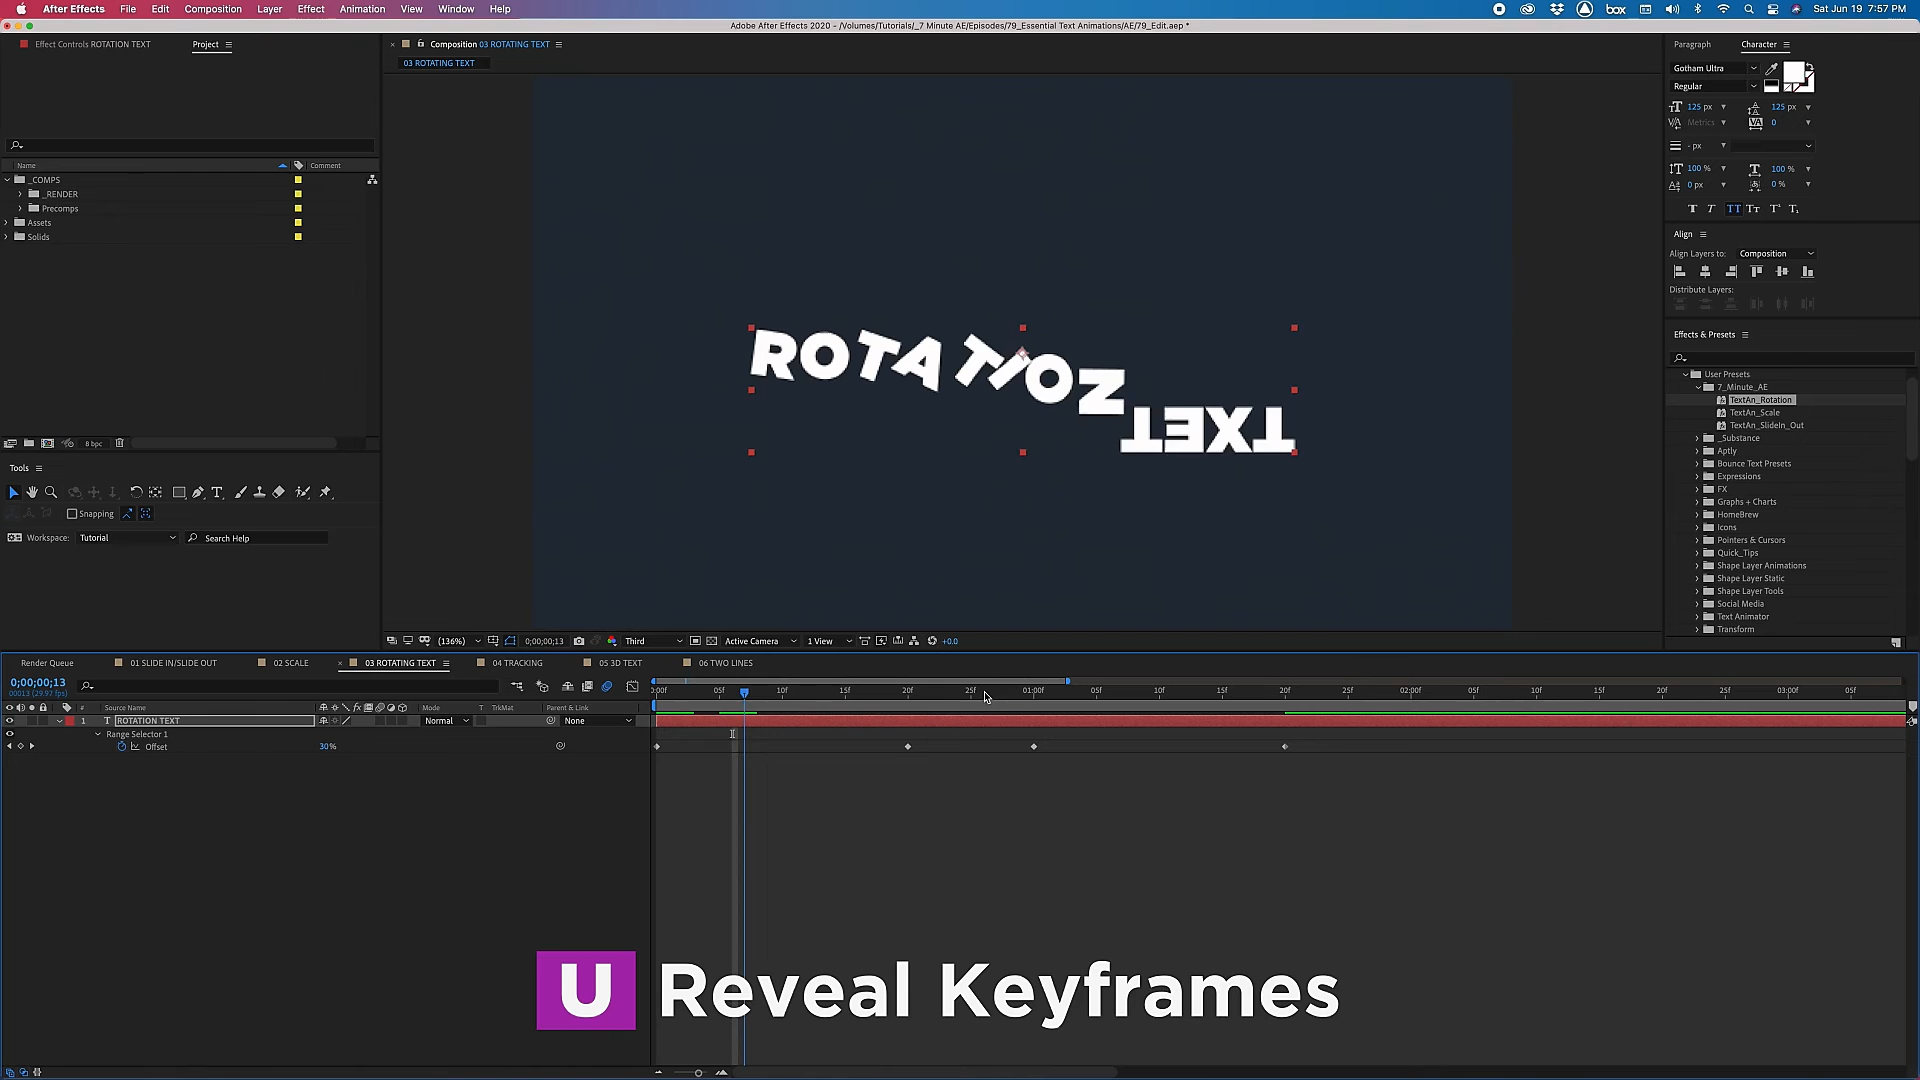 After Effects File Edit Composition Layer Effect Animation View Window Help
box Sat Jun 19 7:57 PM
Adobe After Effects 2020 – /Volumes/Tutorials/_7 Minute AE/Episodes/79_Essential Text Animations/AE/79_Edit.aep *
Effect Controls ROTATION TEXT Project
Composition 03 ROTATING TEXT
03 ROTATING TEXT
Paragraph Character
Gotham Ultra
Regular
125 px 125 px
Metrics 0
- px
100 % 100 %
0 px 0 %
Name Comment
_COMPS
_RENDER
Precomps
Assets
Solids
ROTATION TEXT
Align
Align Layers to: Composition
Distribute Layers:
Effects & Presets
User Presets
7_Minute_AE
TextAn_Rotation
TextAn_Scale
TextAn_SlideIn_Out
_Substance
Aptly
Bounce Text Presets
Expressions
FX
Graphs + Charts
HomeBrew
Icons
Pointers & Cursors
Quick_Tips
Shape Layer Animations
Shape Layer Static
Shape Layer Tools
Social Media
Text Animator
Transform
8 bpc
Tools
Snapping
Workspace: Tutorial Search Help
(136%) 0;00;00;13 Third Active Camera 1 View +0.0
Render Queue 01 SLIDE IN/SLIDE OUT 02 SCALE 03 ROTATING TEXT 04 TRACKING 05 3D TEXT 06 TWO LINES
0;00;00;13
00013 (29.97 fps)
0:00f 05f 10f 15f 20f 25f 01:00f 05f 10f 15f 20f 25f 02:00f 05f 10f 15f 20f 25f 03:00f 05f
# Source Name fx Mode T TrkMat Parent & Link
1 T ROTATION TEXT Normal None
Range Selector 1
Offset 30%
U Reveal Keyframes